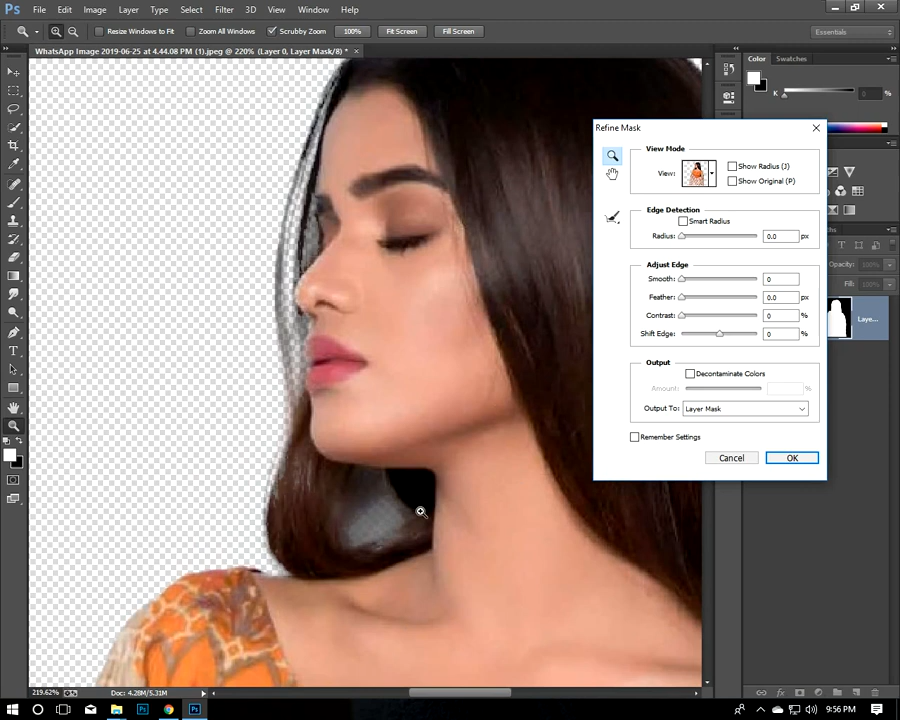 Ps File Edit Image Layer Type Select Filter 3D View Window Help
Resize Windows to Fit Zoom All Windows Scrubby Zoom 100% Fit Screen Fill Screen Essentials
WhatsApp Image 2019-06-25 at 4.44.08 PM (1).jpeg @ 220% (Layer 0, Layer Mask/8) * ×
Color Swatches
K %
Refine Mask
View Mode
View:
Show Radius (J)
Show Original (P)
Edge Detection
Smart Radius
Radius: 0.0 px
Adjust Edge
Smooth: 0
Feather: 0.0 px
Contrast: 0 %
Shift Edge: 0 %
Output
Decontaminate Colors
Amount: %
Output To: Layer Mask
Remember Settings
Cancel OK
Opacity: 100%
Fill: 100%
Laye...
219.62% Doc: 4.28M/5.31M
fx
Ps Ps 9:56 PM